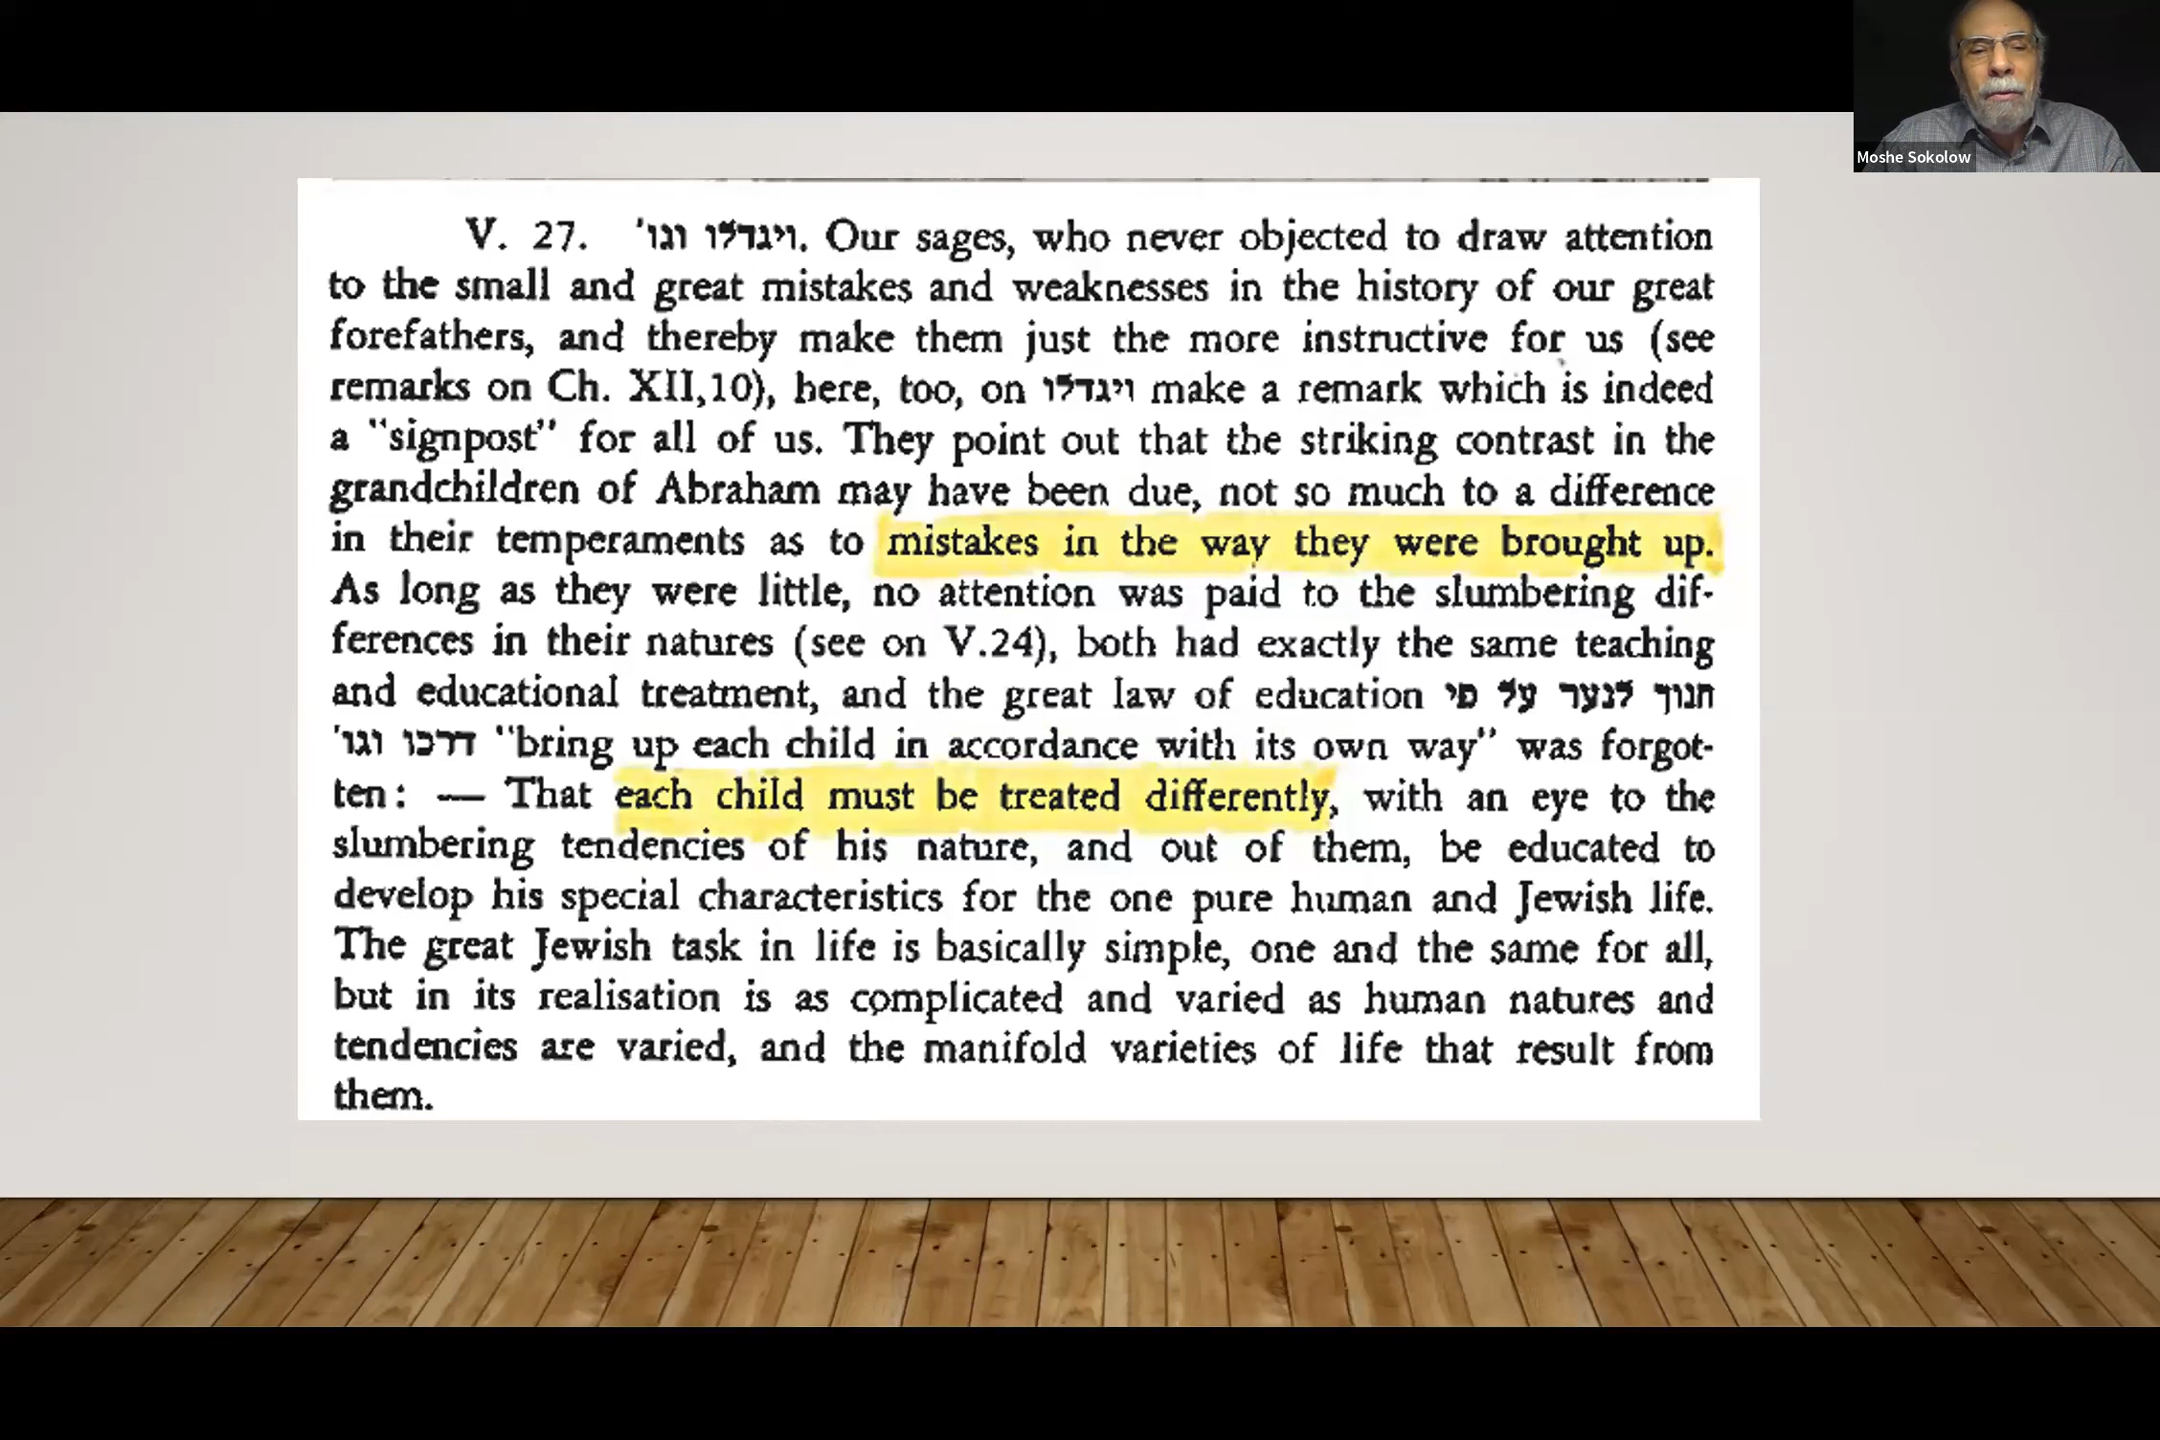 Moshe Sokolow
V. 27. ויגדלו וגו'. Our sages, who never objected to draw attention
to the small and great mistakes and weaknesses in the history of our great
forefathers, and thereby make them just the more instructive for us (see
remarks on Ch. XII,10), here, too, on ויגדלו make a remark which is indeed
a "signpost" for all of us. They point out that the striking contrast in the
grandchildren of Abraham may have been due, not so much to a difference
in their temperaments as to mistakes in the way they were brought up.
As long as they were little, no attention was paid to the slumbering dif-
ferences in their natures (see on V.24), both had exactly the same teaching
and educational treatment, and the great law of education חנוך לנער על פי
דרכו וגו' "bring up each child in accordance with its own way" was forgot-
ten: — That each child must be treated differently, with an eye to the
slumbering tendencies of his nature, and out of them, be educated to
develop his special characteristics for the one pure human and Jewish life.
The great Jewish task in life is basically simple, one and the same for all,
but in its realisation is as complicated and varied as human natures and
tendencies are varied, and the manifold varieties of life that result from
them.